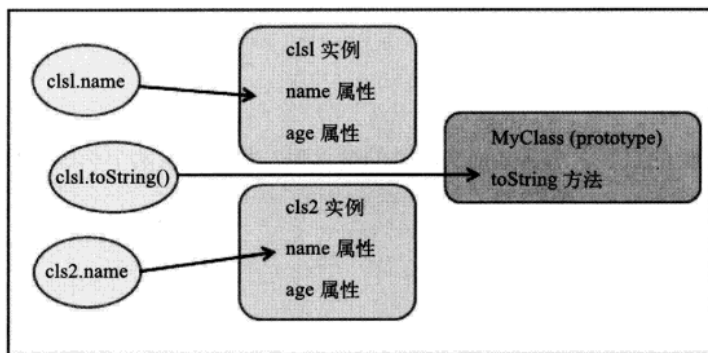 clsl.name
clsl 实例
name 属性
age 属性
clsl.toString()
MyClass (prototype)
toString 方法
cls2.name
cls2 实例
name 属性
age 属性